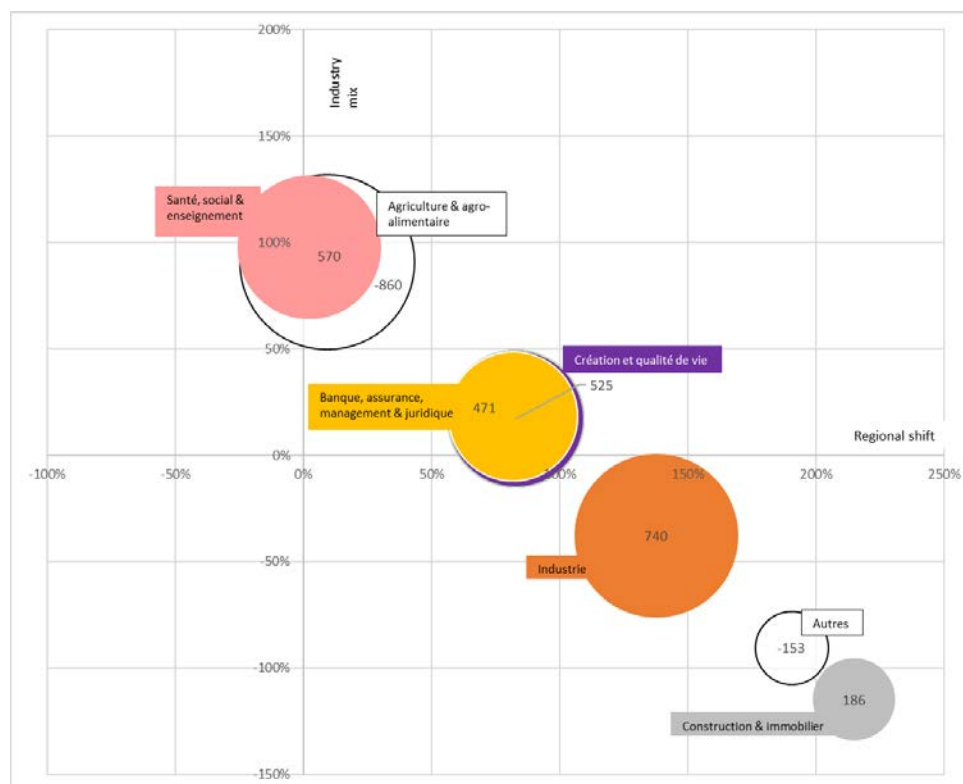 200%
Industry
mix
150%
Santé, social &
enseignement
Agriculture & agro-
alimentaire
100%
570
-860
50%
Création et qualité de vie
525
Banque, assurance,
management & juridique
471
Regional shift
0%
-100%
-50%
0%
50%
100%
150%
200%
250%
740
-50%
Industrie
Autres
-153
-100%
186
Construction & immobilier
-150%